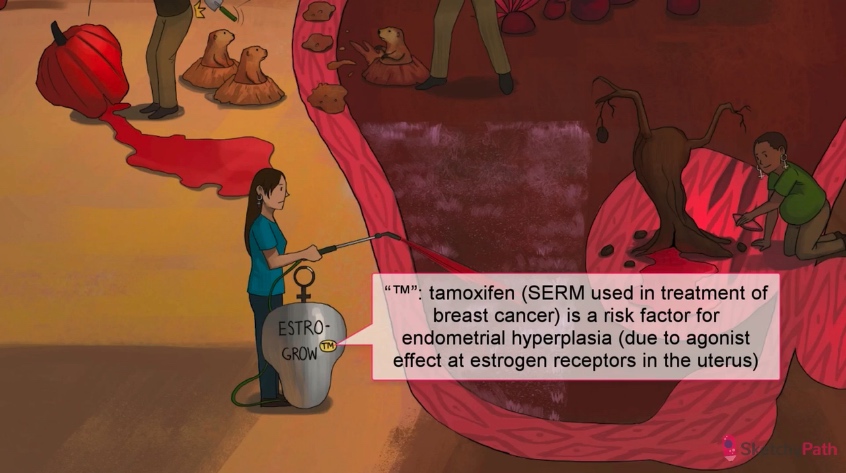 “™”: tamoxifen (SERM used in treatment of
breast cancer) is a risk factor for
endometrial hyperplasia (due to agonist
effect at estrogen receptors in the uterus)
ESTRO-
GROW ™
SketchyPath